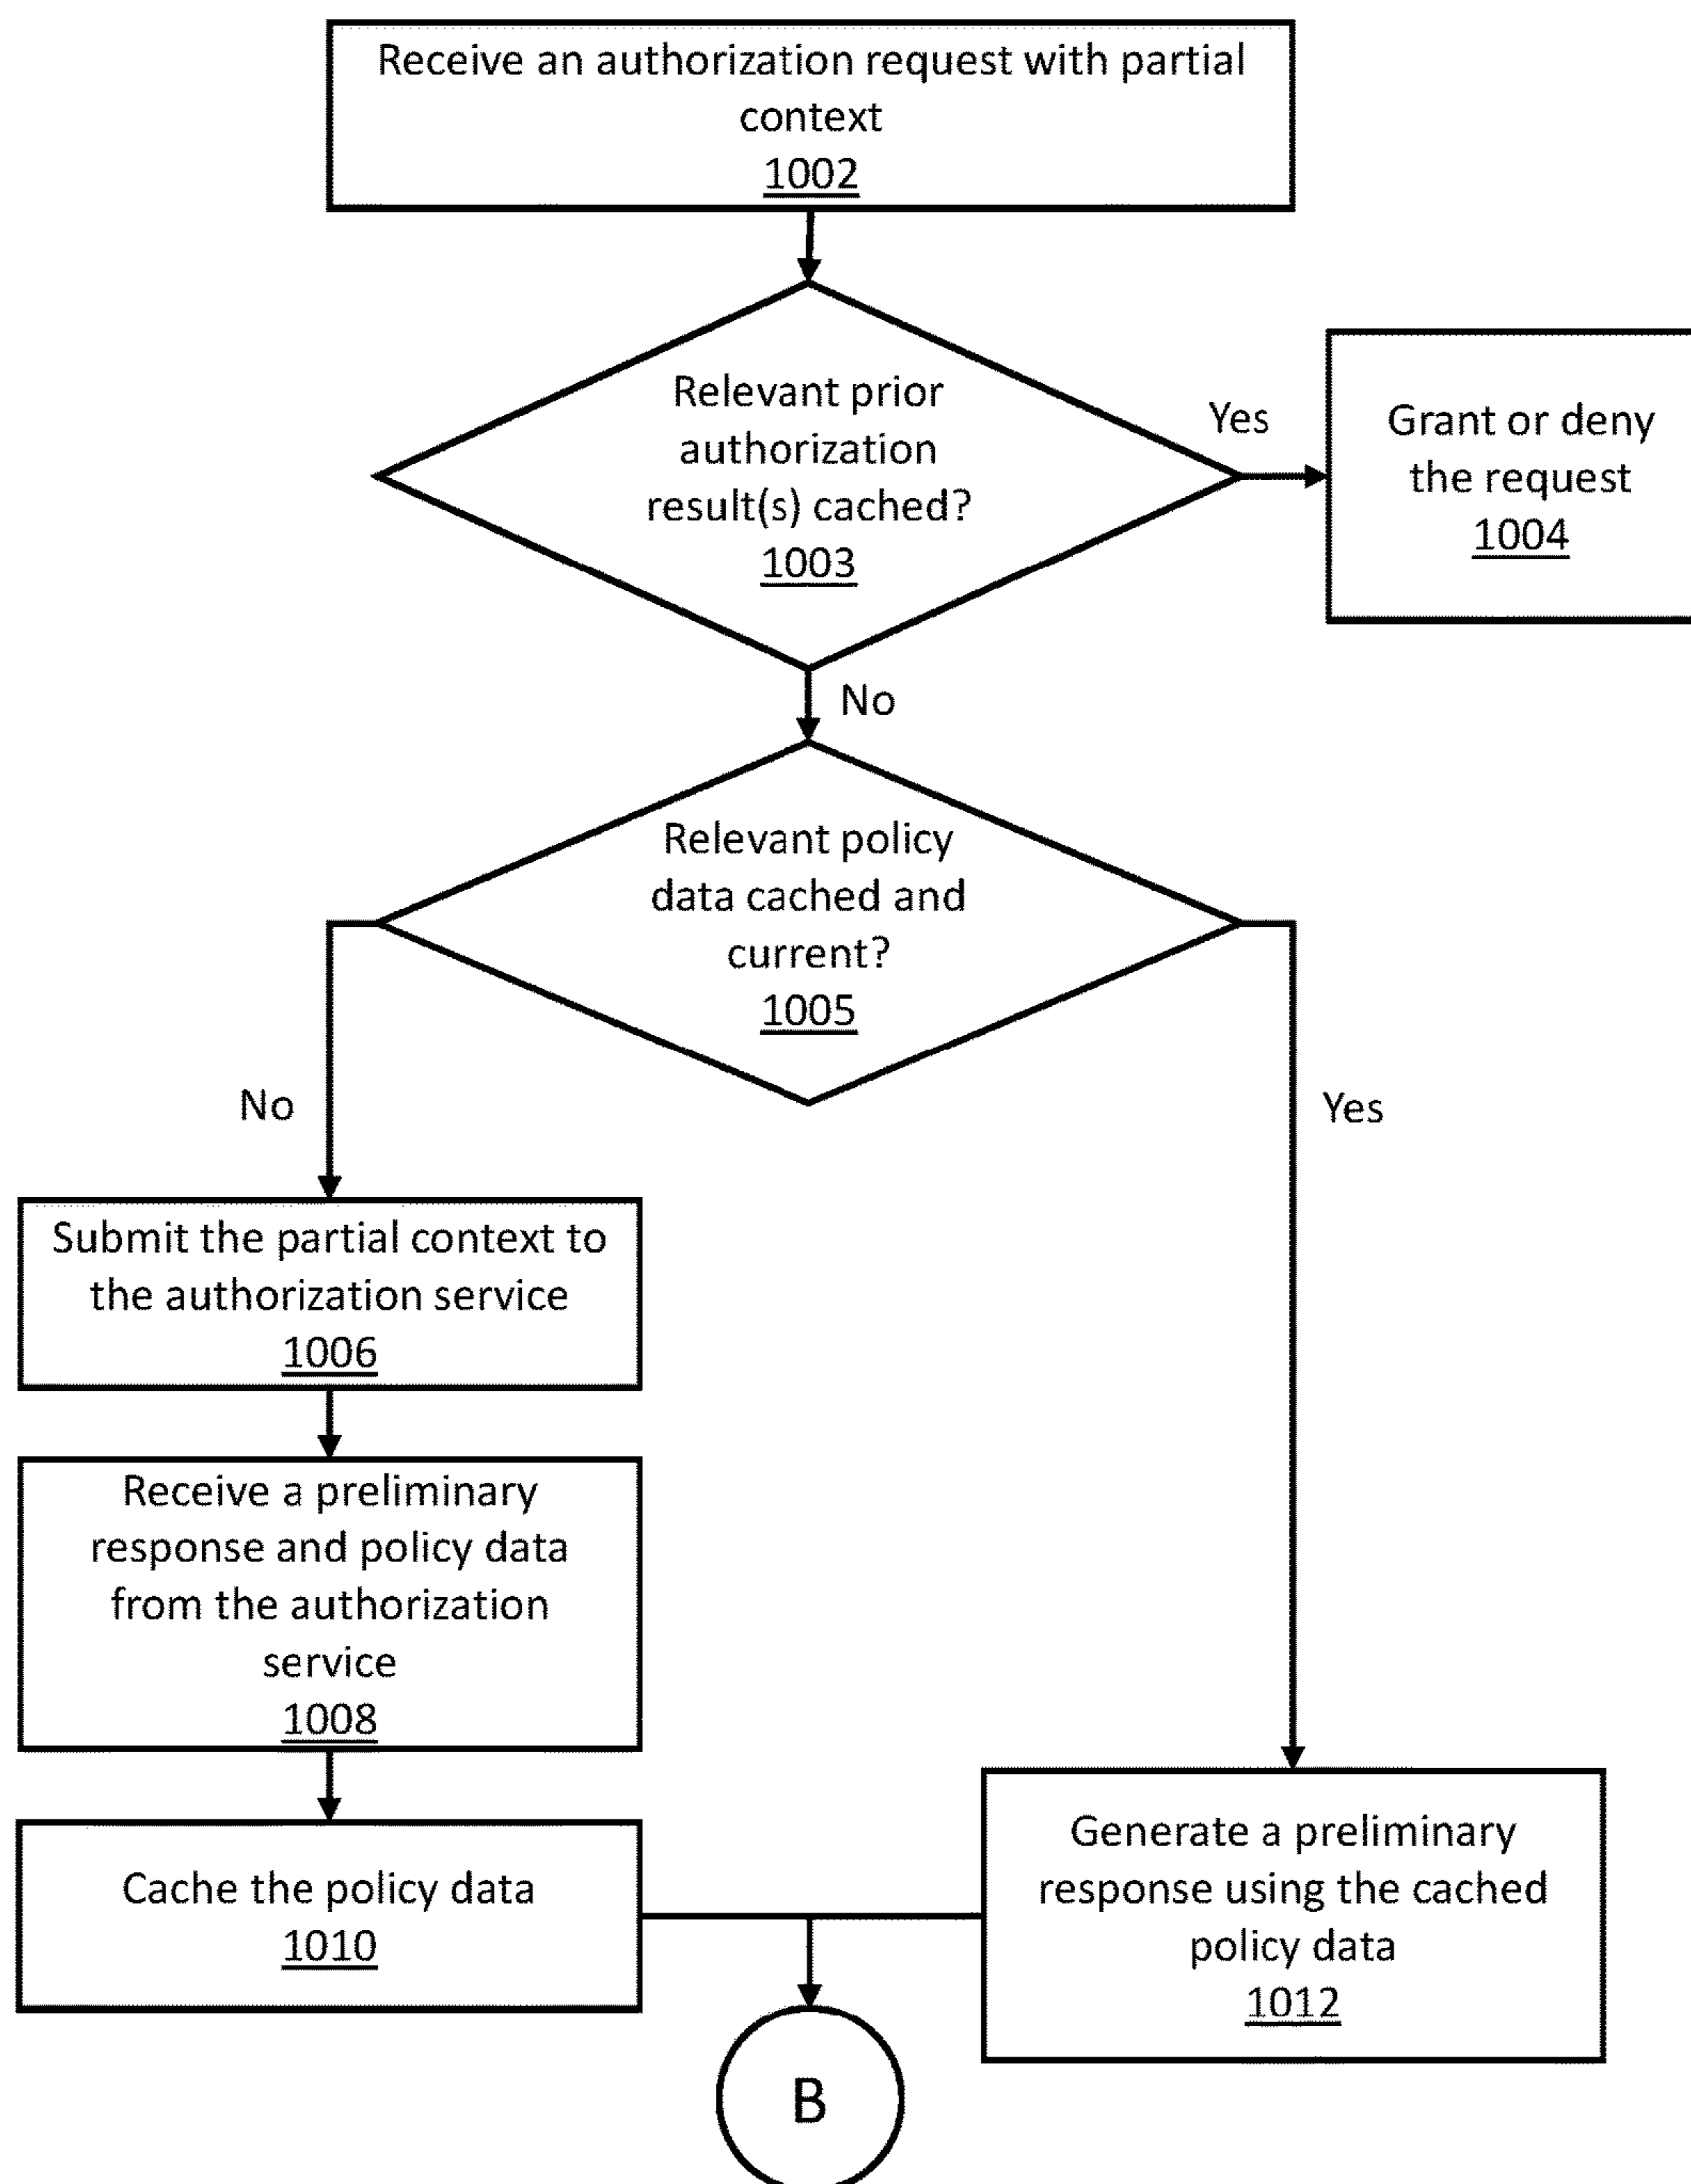 Receive an authorization request with partial
context
1002
Relevant prior
authorization
result(s) cached?
1003
Yes
Grant or deny
the request
1004
No
Relevant policy
data cached and
current?
1005
No
Yes
Submit the partial context to
the authorization service
1006
Receive a preliminary
response and policy data
from the authorization
service
1008
Cache the policy data
1010
Generate a preliminary
response using the cached
policy data
1012
B